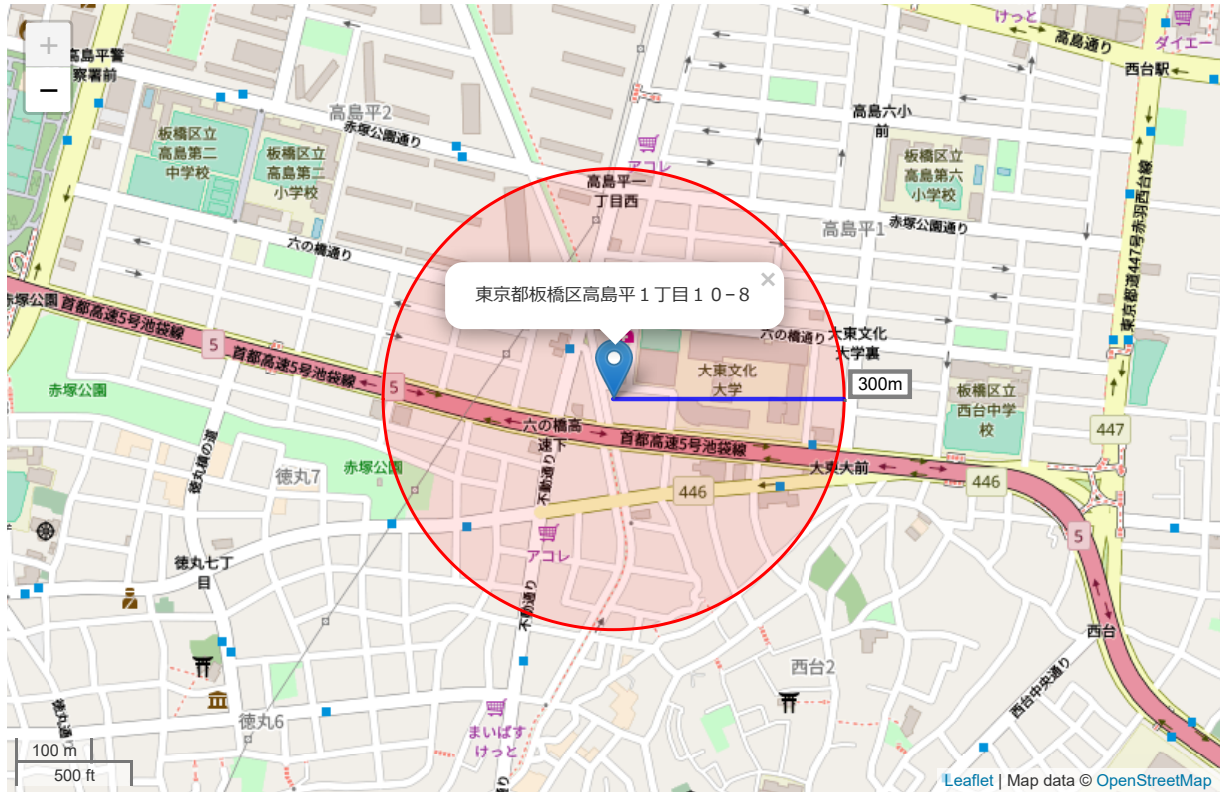 +
−
高島平警
察署前
けっと
高島通り
ダイエー
西台駅
高島平2
赤塚公園通り
板橋区立
高島第二
中学校
板橋区立
高島第二
小学校
アコレ
高島六小
前
板橋区立
高島第六
小学校
高島平一
丁目西
高島平1
赤塚公園通り
六の橋通り
東京都道447号赤羽西台線
東京都板橋区高島平１丁目１０−８
×
赤塚公園
首都高速5号池袋線
5
首都高速5号池袋線
5
六の橋通り
大東文化
大学裏
大東文化
大学
300m
赤塚公園
板橋区立
西台中学
校
447
六の橋高
速下
首都高速5号池袋線
大東大前
446
446
徳丸槙の道
徳丸7
赤塚公園
不動通り
アコレ
5
徳丸七丁
目
不動通り
西台
西台2
西台中央通り
徳丸6
徳丸通
まいばす
けっと
100 m
500 ft
Leaflet | Map data © OpenStreetMap